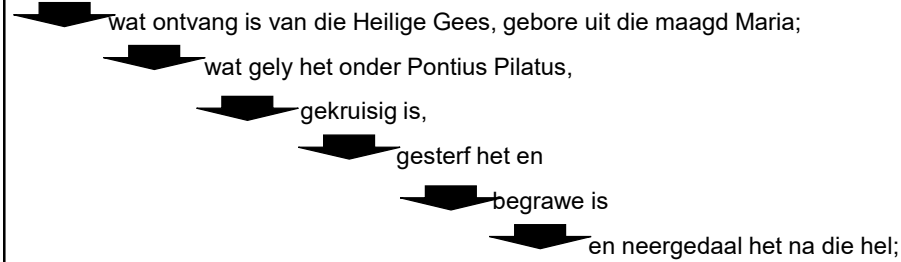 wat ontvang is van die Heilige Gees, gebore uit die maagd Maria;
wat gely het onder Pontius Pilatus,
gekruisig is,
gesterf het en
begrawe is
en neergedaal het na die hel;